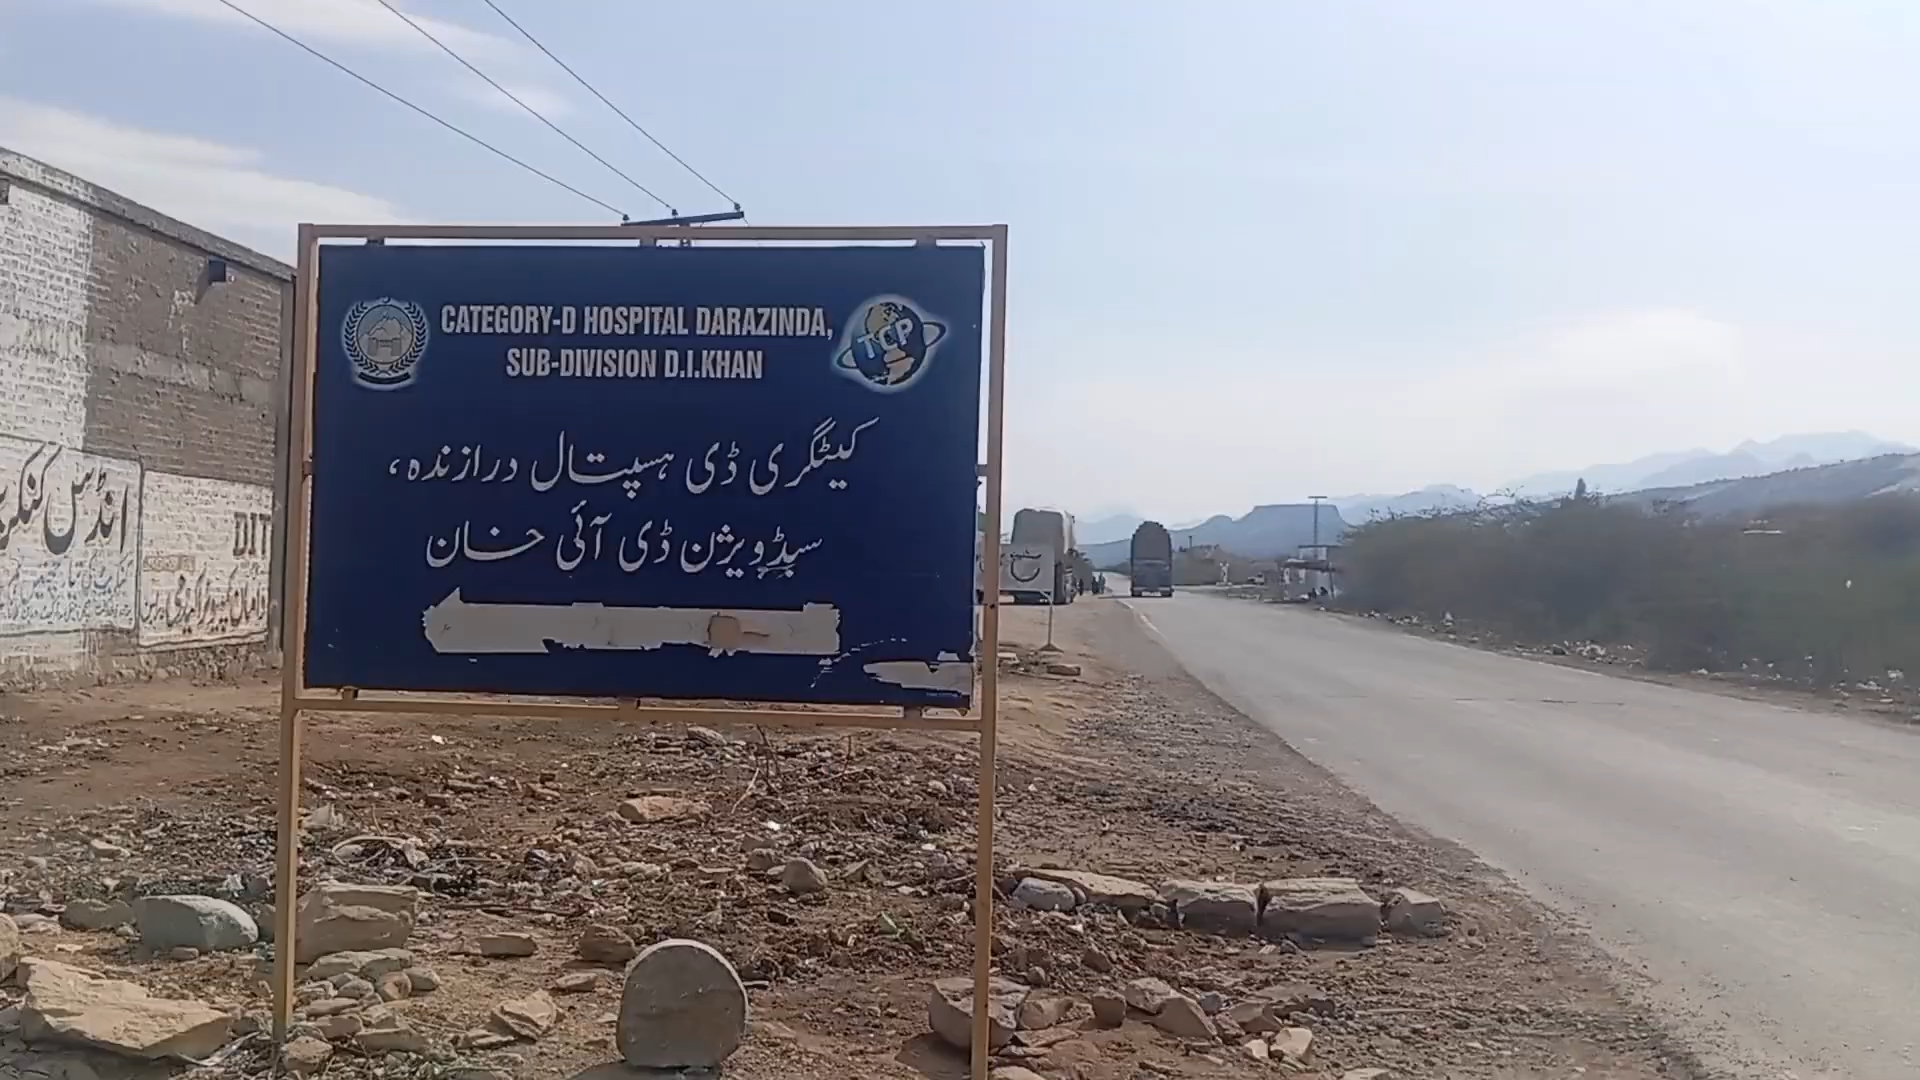 CATEGORY-D HOSPITAL DARAZINDA,
SUB-DIVISION D.I.KHAN
TCP
کیٹگری ڈی ہسپتال درازندہ،
سبڈویژن ڈی آئی خان
انڈس
DIT